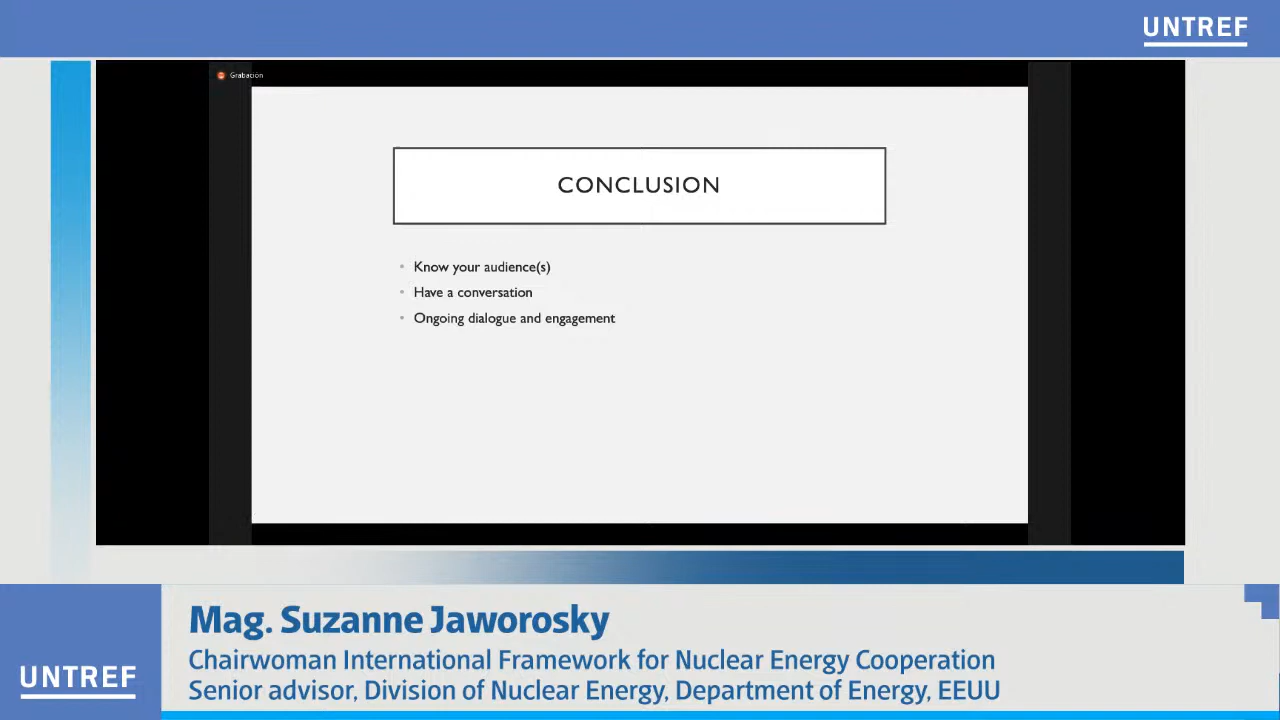 UNTREF
Grabación
CONCLUSION
• Know your audience(s)
• Have a conversation
• Ongoing dialogue and engagement
Mag. Suzanne Jaworosky
Chairwoman International Framework for Nuclear Energy Cooperation
Senior advisor, Division of Nuclear Energy, Department of Energy, EEUU
UNTREF